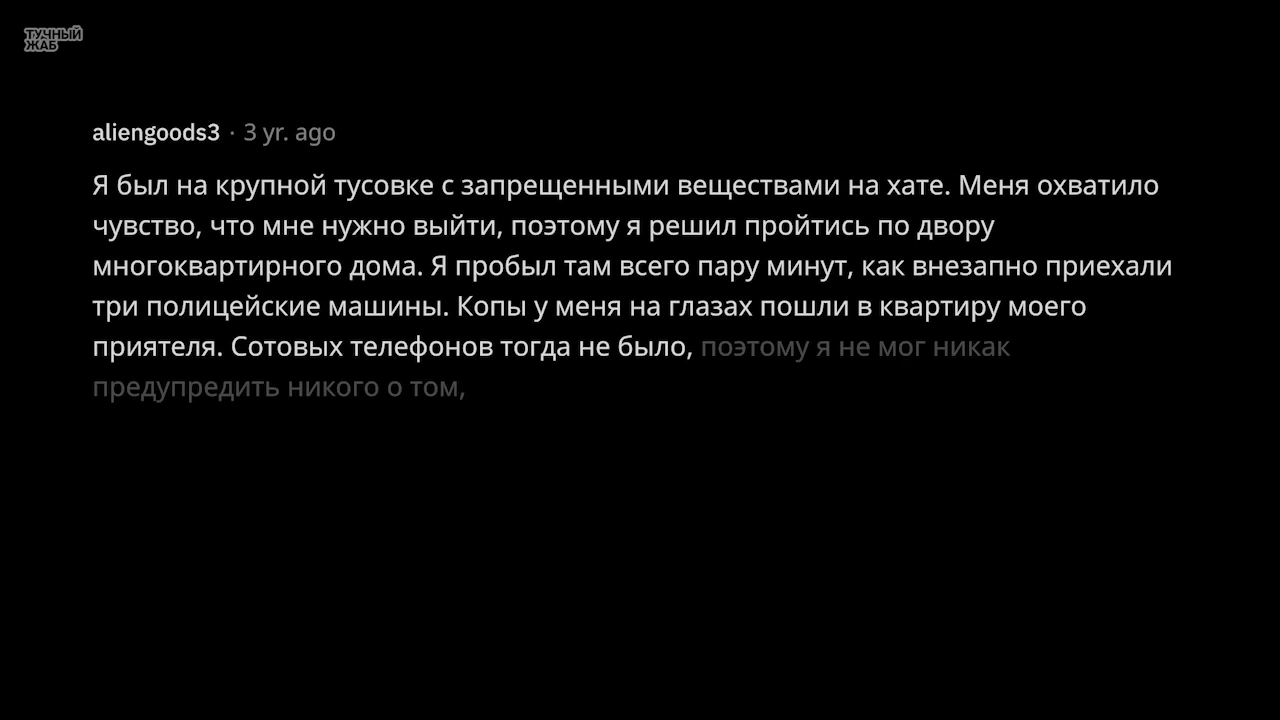 ТУЧНЫЙ
ЖАБ
aliengoods3 · 3 yr. ago
Я был на крупной тусовке с запрещенными веществами на хате. Меня охватило
чувство, что мне нужно выйти, поэтому я решил пройтись по двору
многоквартирного дома. Я пробыл там всего пару минут, как внезапно приехали
три полицейские машины. Копы у меня на глазах пошли в квартиру моего
приятеля. Сотовых телефонов тогда не было, поэтому я не мог никак
предупредить никого о том,